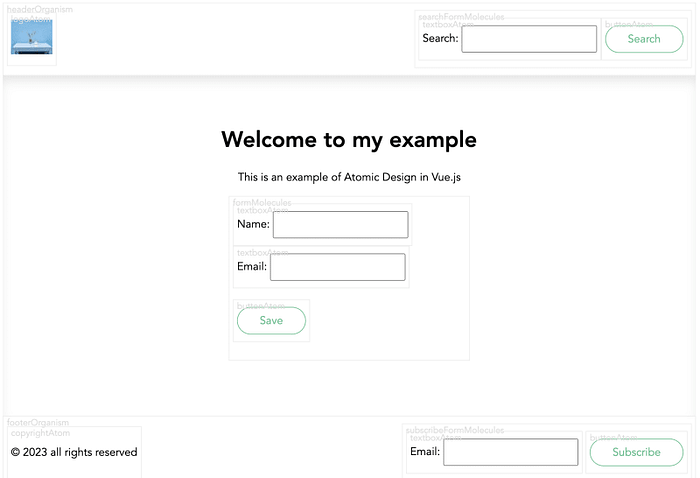 headerOrganism
logoAtom
searchFormMolecules
textboxAtom
buttonAtom
Search:
Search
Welcome to my example
This is an example of Atomic Design in Vue.js
formMolecules
textboxAtom
Name:
textboxAtom
Email:
buttonAtom
Save
footerOrganism
copyrightAtom
© 2023 all rights reserved
subscribeFormMolecules
textboxAtom
buttonAtom
Email:
Subscribe